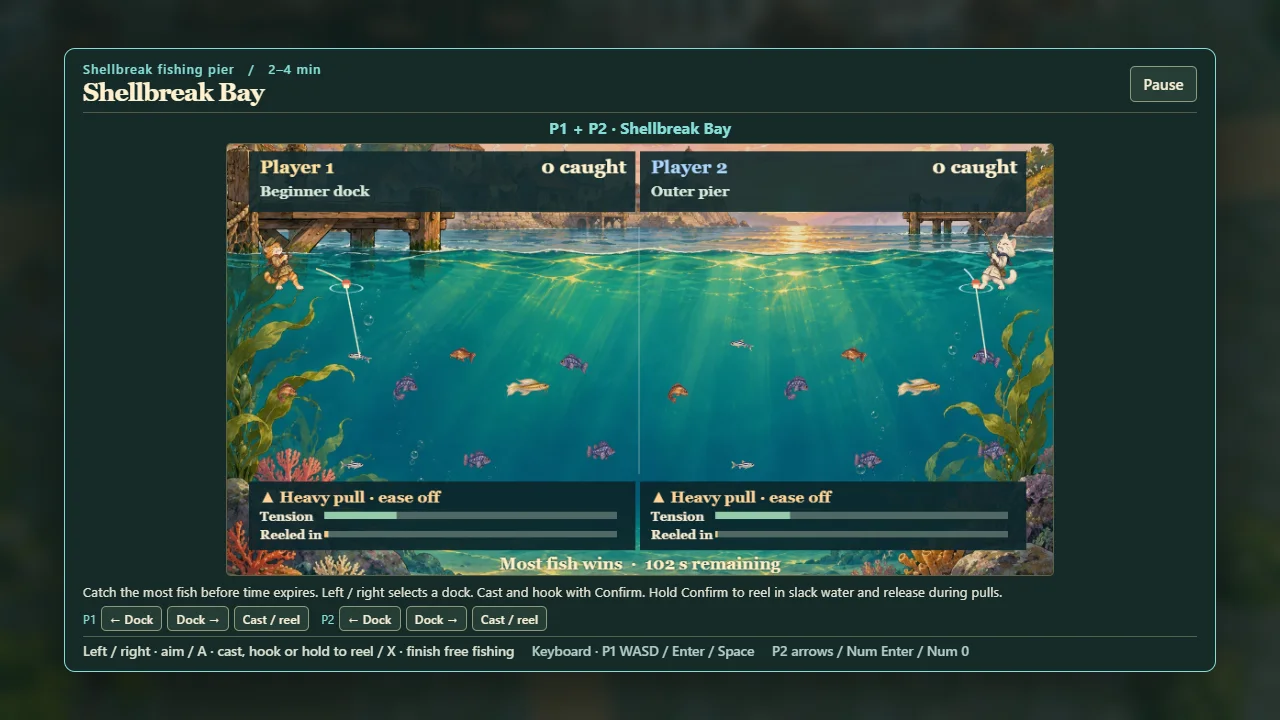 Shellbreak fishing pier / 2–4 min
Shellbreak Bay
Pause
P1 + P2 · Shellbreak Bay
Player 1 0 caught
Beginner dock
Player 2 0 caught
Outer pier
▲ Heavy pull · ease off
Tension
Reeled in
▲ Heavy pull · ease off
Tension
Reeled in
Most fish wins · 102 s remaining
Catch the most fish before time expires. Left / right selects a dock. Cast and hook with Confirm. Hold Confirm to reel in slack water and release during pulls.
P1 ← Dock Dock → Cast / reel P2 ← Dock Dock → Cast / reel
Left / right · aim / A · cast, hook or hold to reel / X · finish free fishing Keyboard · P1 WASD / Enter / Space P2 arrows / Num Enter / Num 0